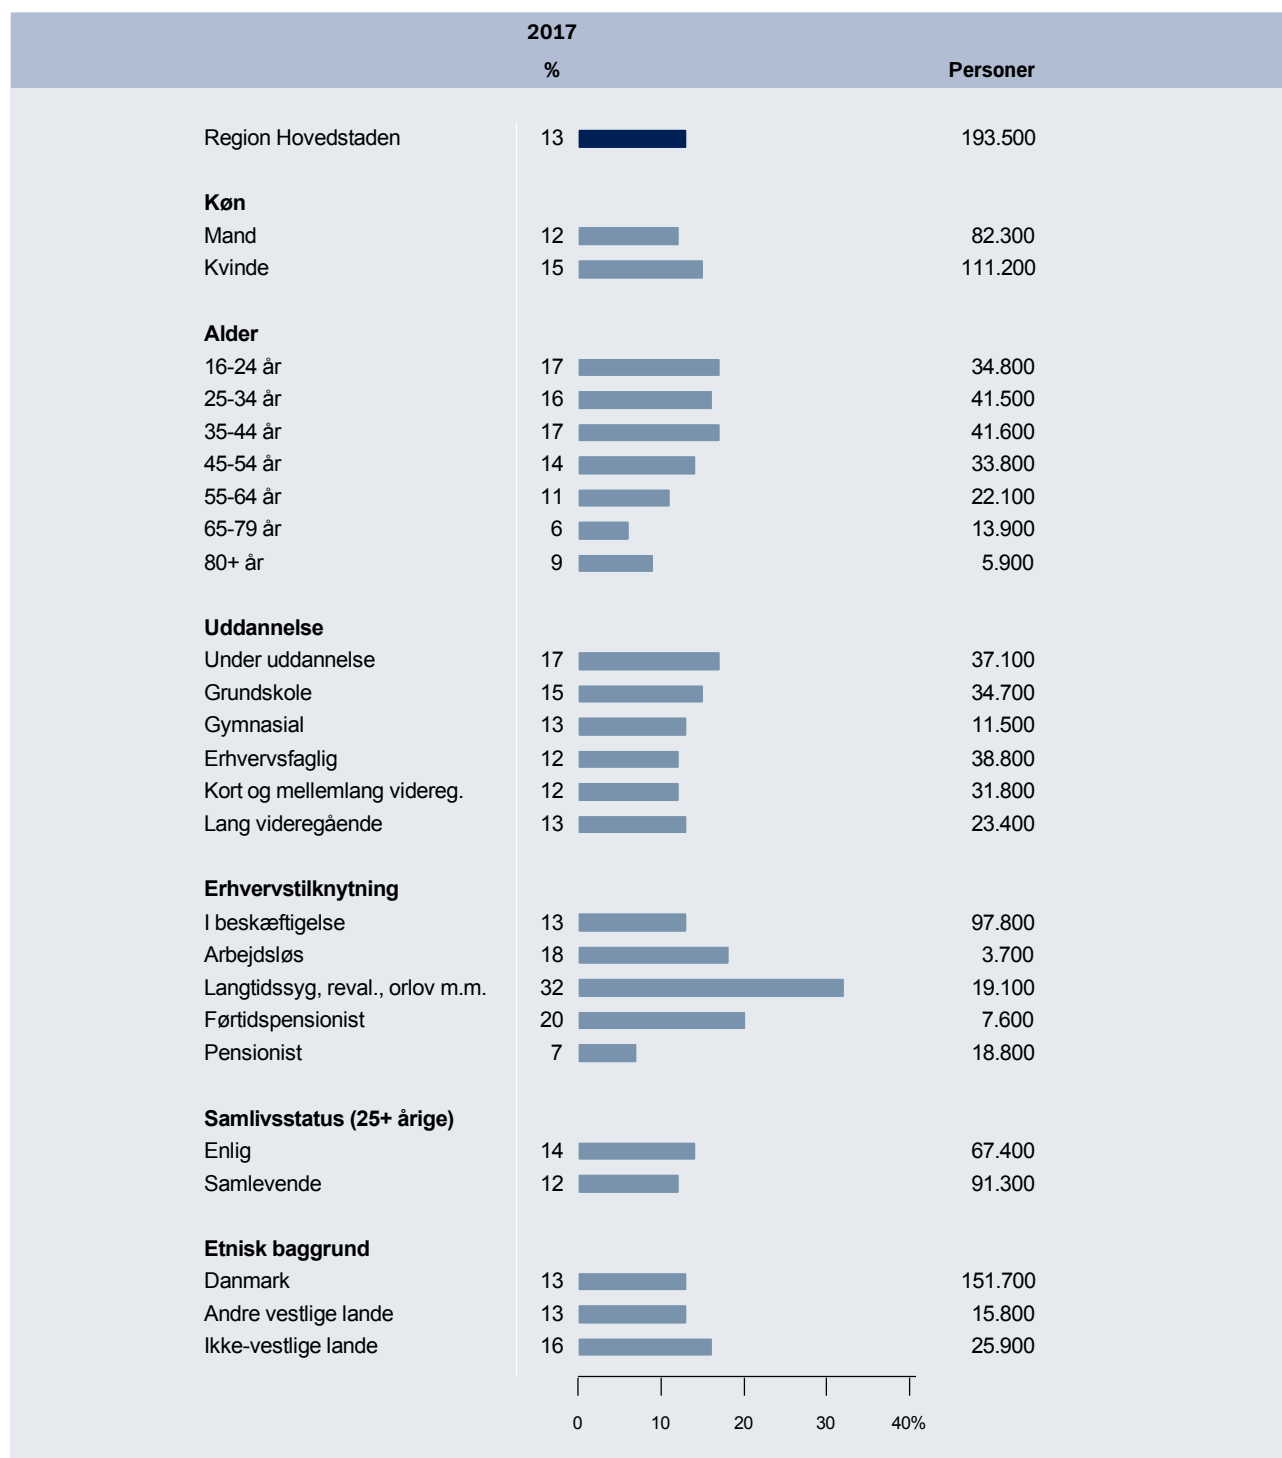 2017
% Personer
Region Hovedstaden 13 193.500
Køn
Mand 12 82.300
Kvinde 15 111.200
Alder
16-24 år 17 34.800
25-34 år 16 41.500
35-44 år 17 41.600
45-54 år 14 33.800
55-64 år 11 22.100
65-79 år 6 13.900
80+ år 9 5.900
Uddannelse
Under uddannelse 17 37.100
Grundskole 15 34.700
Gymnasial 13 11.500
Erhvervsfaglig 12 38.800
Kort og mellemlang videreg. 12 31.800
Lang videregående 13 23.400
Erhvervstilknytning
I beskæftigelse 13 97.800
Arbejdsløs 18 3.700
Langtidssyg, reval., orlov m.m. 32 19.100
Førtidspensionist 20 7.600
Pensionist 7 18.800
Samlivsstatus (25+ årige)
Enlig 14 67.400
Samlevende 12 91.300
Etnisk baggrund
Danmark 13 151.700
Andre vestlige lande 13 15.800
Ikke-vestlige lande 16 25.900
0 10 20 30 40%